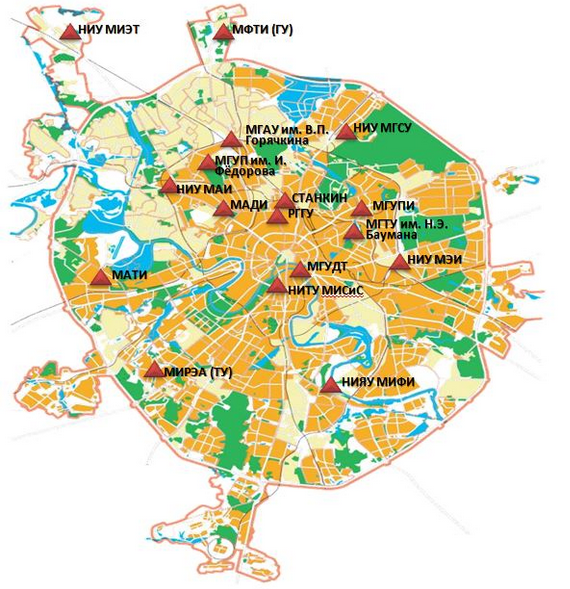 НИУ МИЭТ
МФТИ (ГУ)
МГАУ им. В.П.
Горячкина
НИУ МГСУ
МГУП им. И.
Фёдорова
НИУ МАИ
МАДИ
СТАНКИН
РГГУ
МГУПИ
МГТУ им. Н.Э.
Баумана
НИУ МЭИ
МАТИ
МГУДТ
НИТУ МИСиС
МИРЭА (ТУ)
НИЯУ МИФИ